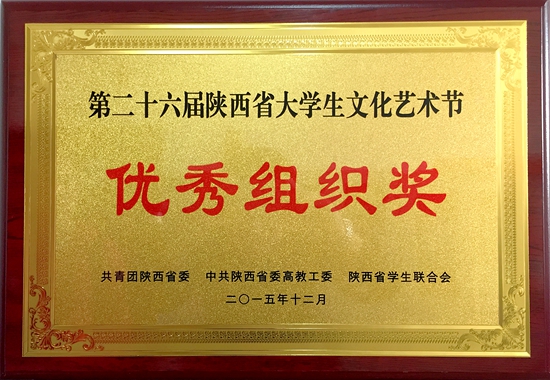 第二十六届陕西省大学生文化艺术节
优秀组织奖
共青团陕西省委 中共陕西省委高教工委 陕西省学生联合会
二〇一五年十二月